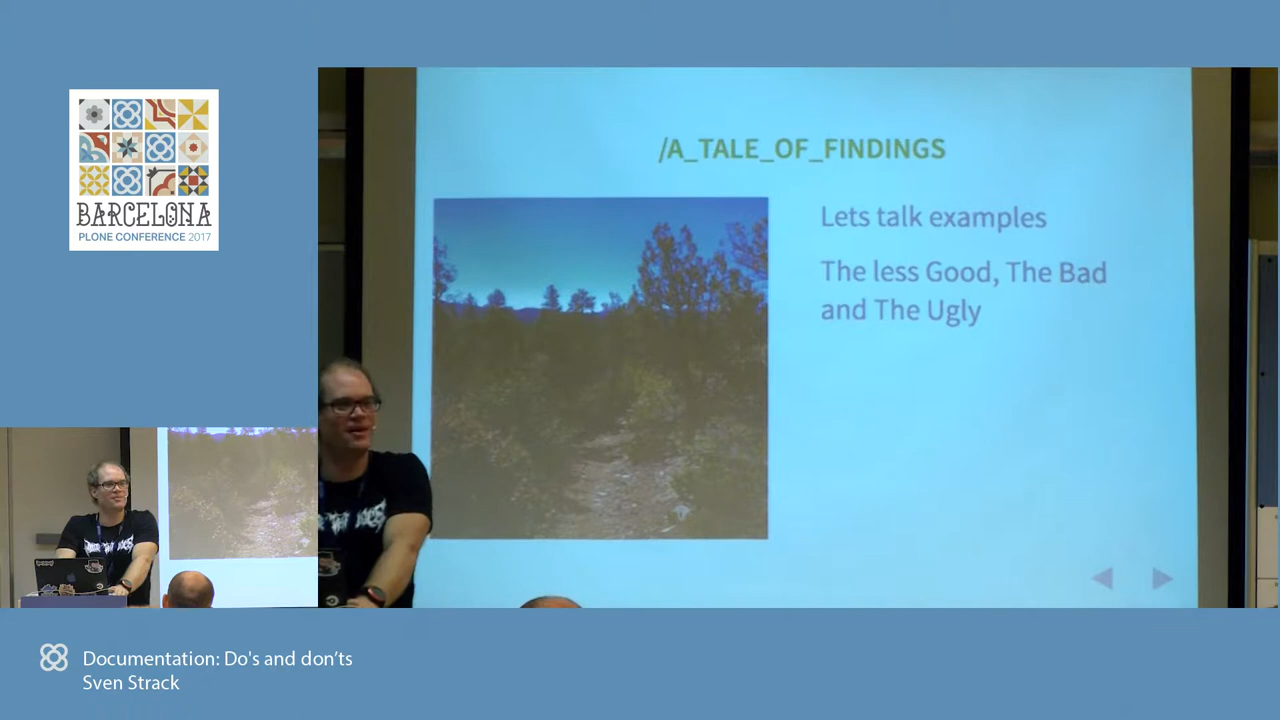 BARCELONA
PLONE CONFERENCE 2017
/A_TALE_OF_FINDINGS
Lets talk examples
The less Good, The Bad
and The Ugly
Documentation: Do's and don’ts
Sven Strack